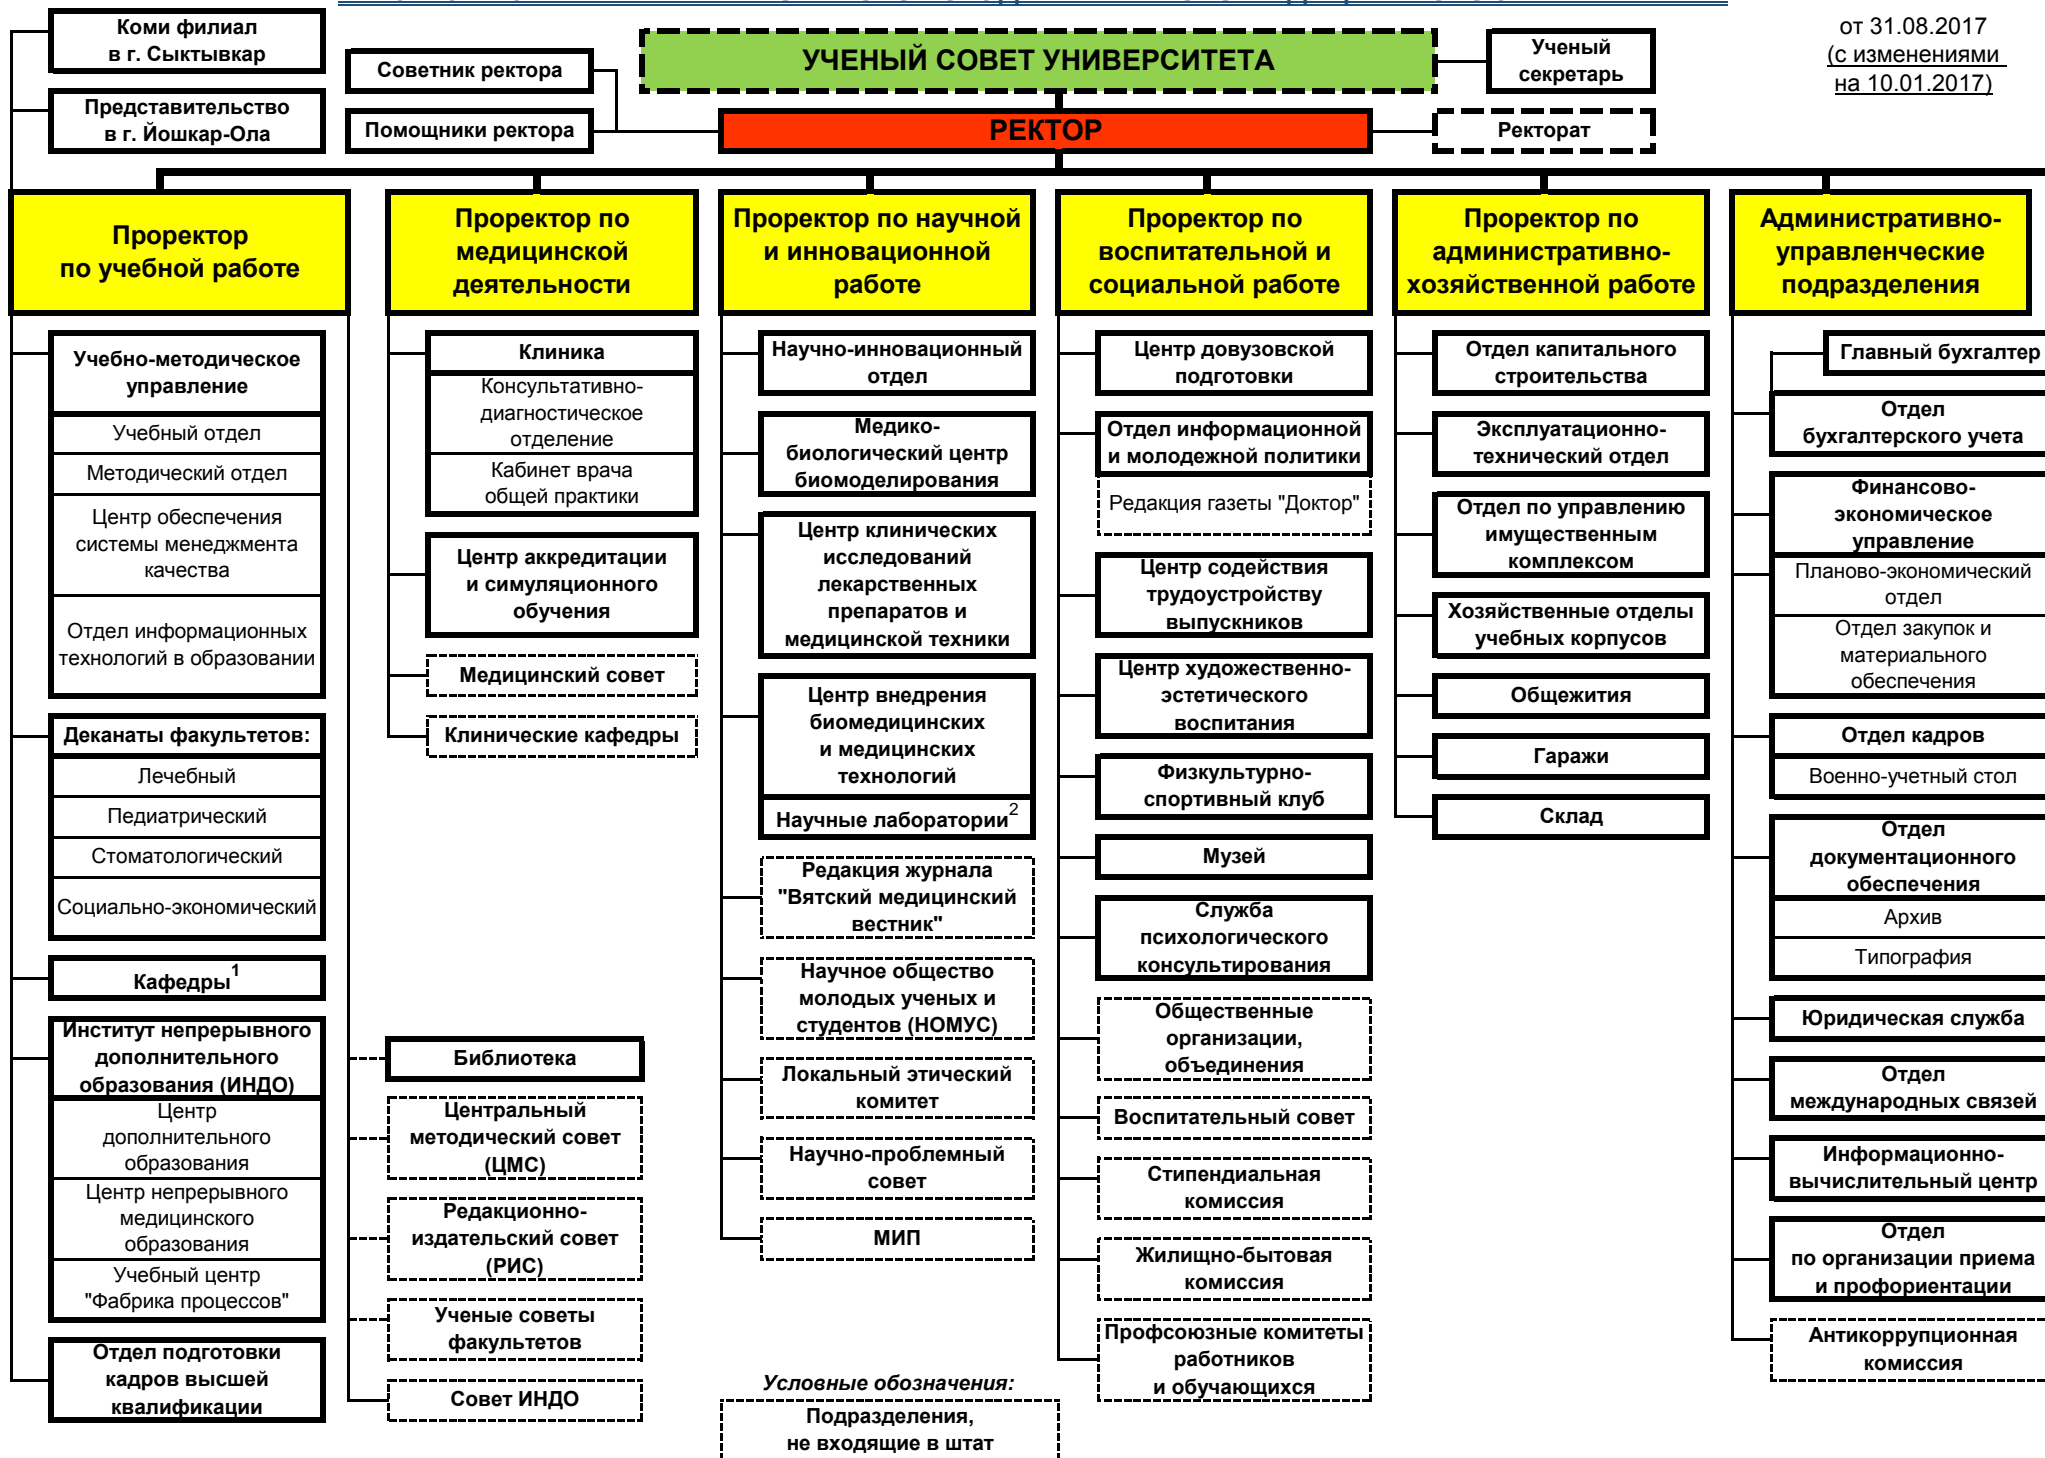 от 31.08.2017
(с изменениями
на 10.01.2017)
Коми филиал
в г. Сыктывкар
Представительство
в г. Йошкар-Ола
Советник ректора
Помощники ректора
УЧЕНЫЙ СОВЕТ УНИВЕРСИТЕТА
РЕКТОР
Ученый
секретарь
Ректорат
Проректор
по учебной работе
Учебно-методическое
управление
Учебный отдел
Методический отдел
Центр обеспечения
системы менеджмента
качества
Отдел информационных
технологий в образовании
Деканаты факультетов:
Лечебный
Педиатрический
Стоматологический
Социально-экономический
Кафедры1
Институт непрерывного
дополнительного
образования (ИНДО)
Центр
дополнительного
образования
Центр непрерывного
медицинского
образования
Учебный центр
"Фабрика процессов"
Отдел подготовки
кадров высшей
квалификации
Библиотека
Центральный
методический совет
(ЦМС)
Редакционно-
издательский совет
(РИС)
Ученые советы
факультетов
Совет ИНДО
Проректор по
медицинской
деятельности
Клиника
Консультативно-
диагностическое
отделение
Кабинет врача
общей практики
Центр аккредитации
и симуляционного
обучения
Медицинский совет
Клинические кафедры
Проректор по научной
и инновационной
работе
Научно-инновационный
отдел
Медико-
биологический центр
биомоделирования
Центр клинических
исследований
лекарственных
препаратов и
медицинской техники
Центр внедрения
биомедицинских
и медицинских
технологий
Научные лаборатории2
Редакция журнала
"Вятский медицинский
вестник"
Научное общество
молодых ученых и
студентов (НОМУС)
Локальный этический
комитет
Научно-проблемный
совет
МИП
Проректор по
воспитательной и
социальной работе
Центр довузовской
подготовки
Отдел информационной
и молодежной политики
Редакция газеты "Доктор"
Центр содействия
трудоустройству
выпускников
Центр художественно-
эстетического
воспитания
Физкультурно-
спортивный клуб
Музей
Служба
психологического
консультирования
Общественные
организации,
объединения
Воспитательный совет
Стипендиальная
комиссия
Жилищно-бытовая
комиссия
Профсоюзные комитеты
работников
и обучающихся
Проректор по
административно-
хозяйственной работе
Отдел капитального
строительства
Эксплуатационно-
технический отдел
Отдел по управлению
имущественным
комплексом
Хозяйственные отделы
учебных корпусов
Общежития
Гаражи
Склад
Административно-
управленческие
подразделения
Главный бухгалтер
Отдел
бухгалтерского учета
Финансово-
экономическое
управление
Планово-экономический
отдел
Отдел закупок и
материального
обеспечения
Отдел кадров
Военно-учетный стол
Отдел
документационного
обеспечения
Архив
Типография
Юридическая служба
Отдел
международных связей
Информационно-
вычислительный центр
Отдел
по организации приема
и профориентации
Антикоррупционная
комиссия
Условные обозначения:
Подразделения,
не входящие в штат